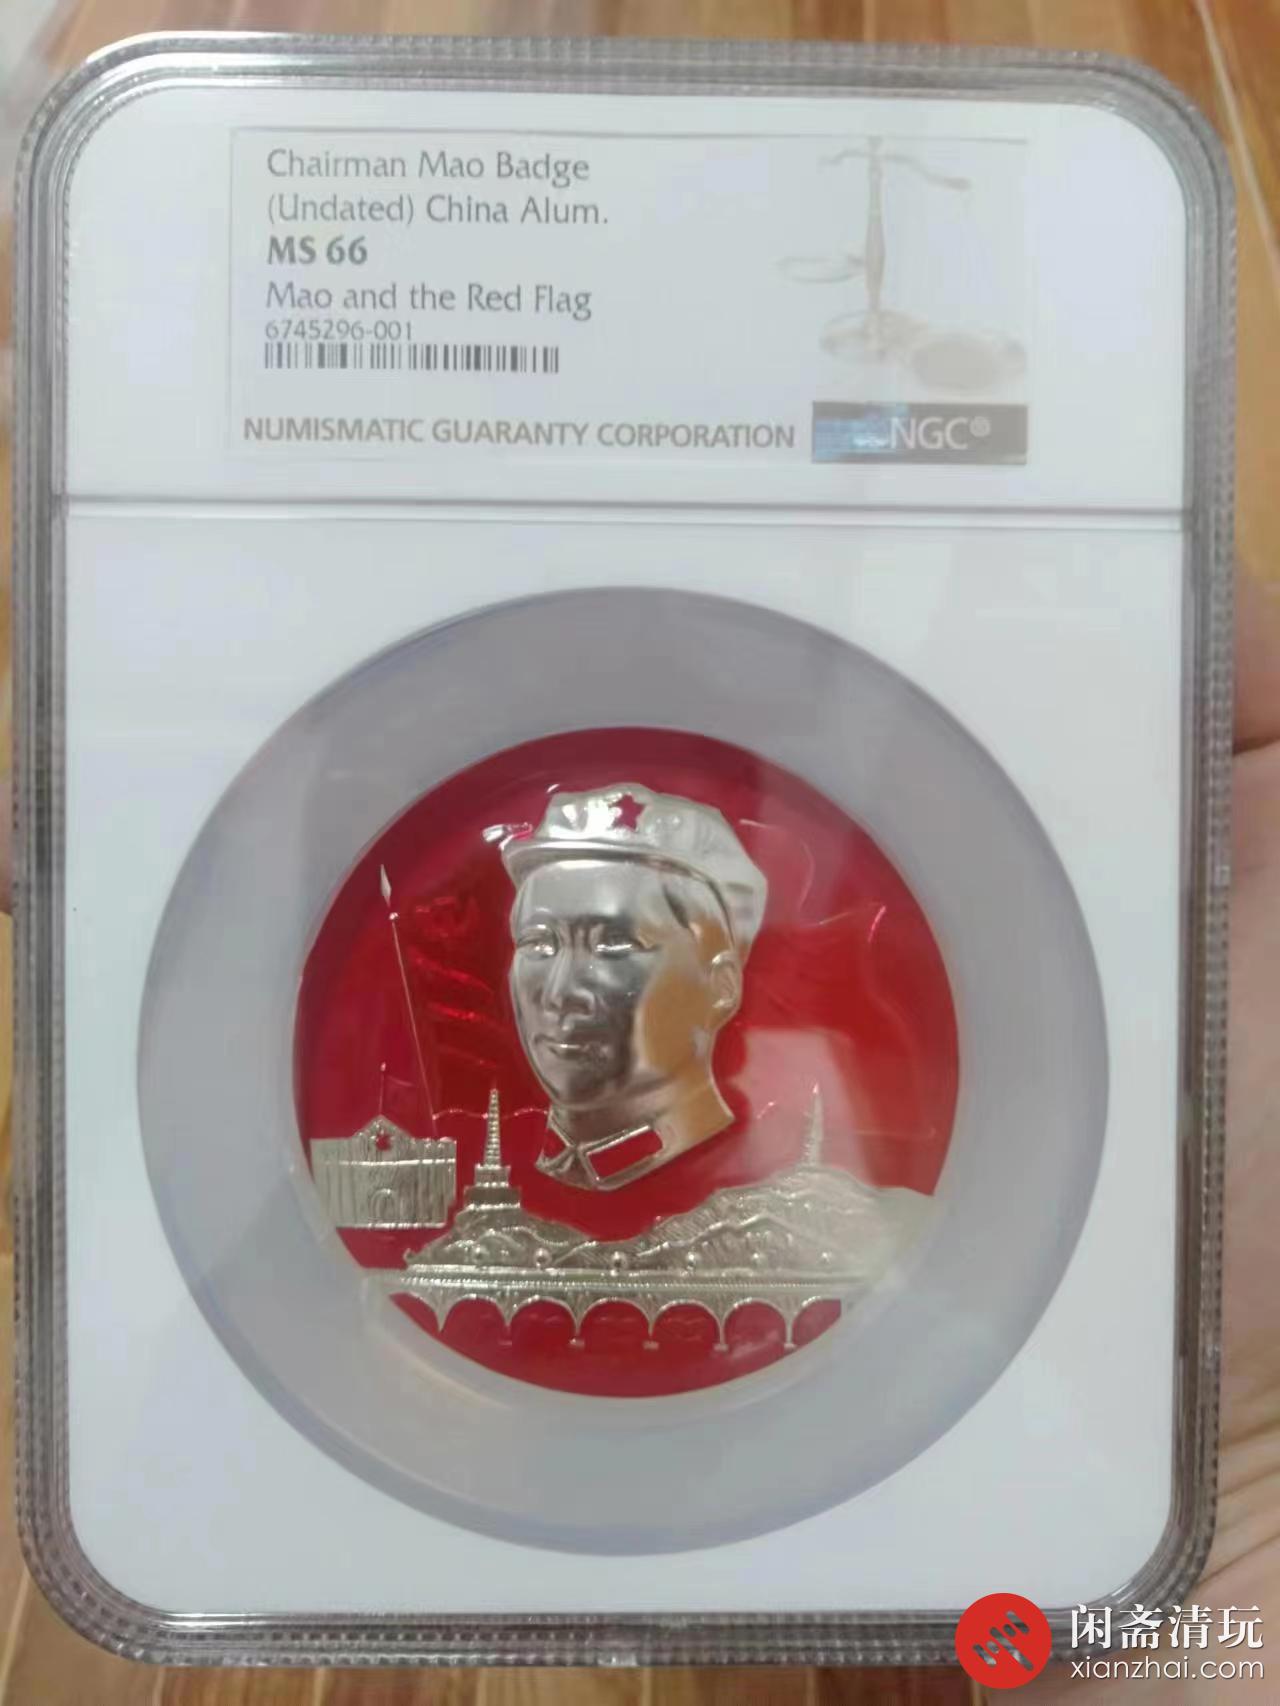 Chairman Mao Badge
(Undated) China Alum.
MS 66
Mao and the Red Flag
6745296-001
NUMISMATIC GUARANTY CORPORATION
NGC®
闲斋清玩
xianzhai.com